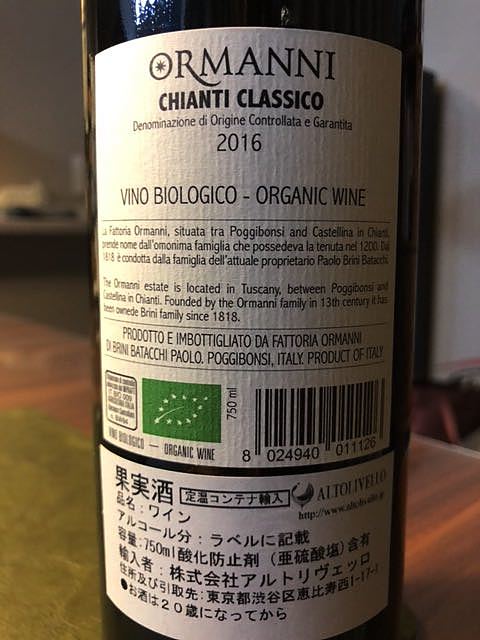 ORMANNI
CHIANTI CLASSICO
Denominazione di Origine Controllata e Garantita
2016
VINO BIOLOGICO - ORGANIC WINE
La Fattoria Ormanni, situata tra Poggibonsi and Castellina in Chianti,
prende nome dall'omonima famiglia che possedeva la tenuta nel 1200. Dal
1818 è condotta dalla famiglia dell'attuale proprietario Paolo Brini Batacchi.
The Ormanni estate is located in Tuscany, between Poggibonsi and
Castellina in Chianti. Founded by the Ormanni family in 13th century it has
been ownede Brini family since 1818.
PRODOTTO E IMBOTTIGLIATO DA FATTORIA ORMANNI
DI BRINI BATACCHI PAOLO. POGGIBONSI, ITALY. PRODUCT OF ITALY
750 ml
VINO BIOLOGICO — ORGANIC WINE
8 024940 011126
果実酒 定温コンテナ輸入 ALTOLIVELLO
http://www.altolivello.jp
品名:ワイン
アルコール分:ラベルに記載
容量:750ml 酸化防止剤(亜硫酸塩)含有
輸入者:株式会社アルトリヴェッロ
住所及び引取先:東京都渋谷区恵比寿西1-17-1
●お酒は20歳になってから